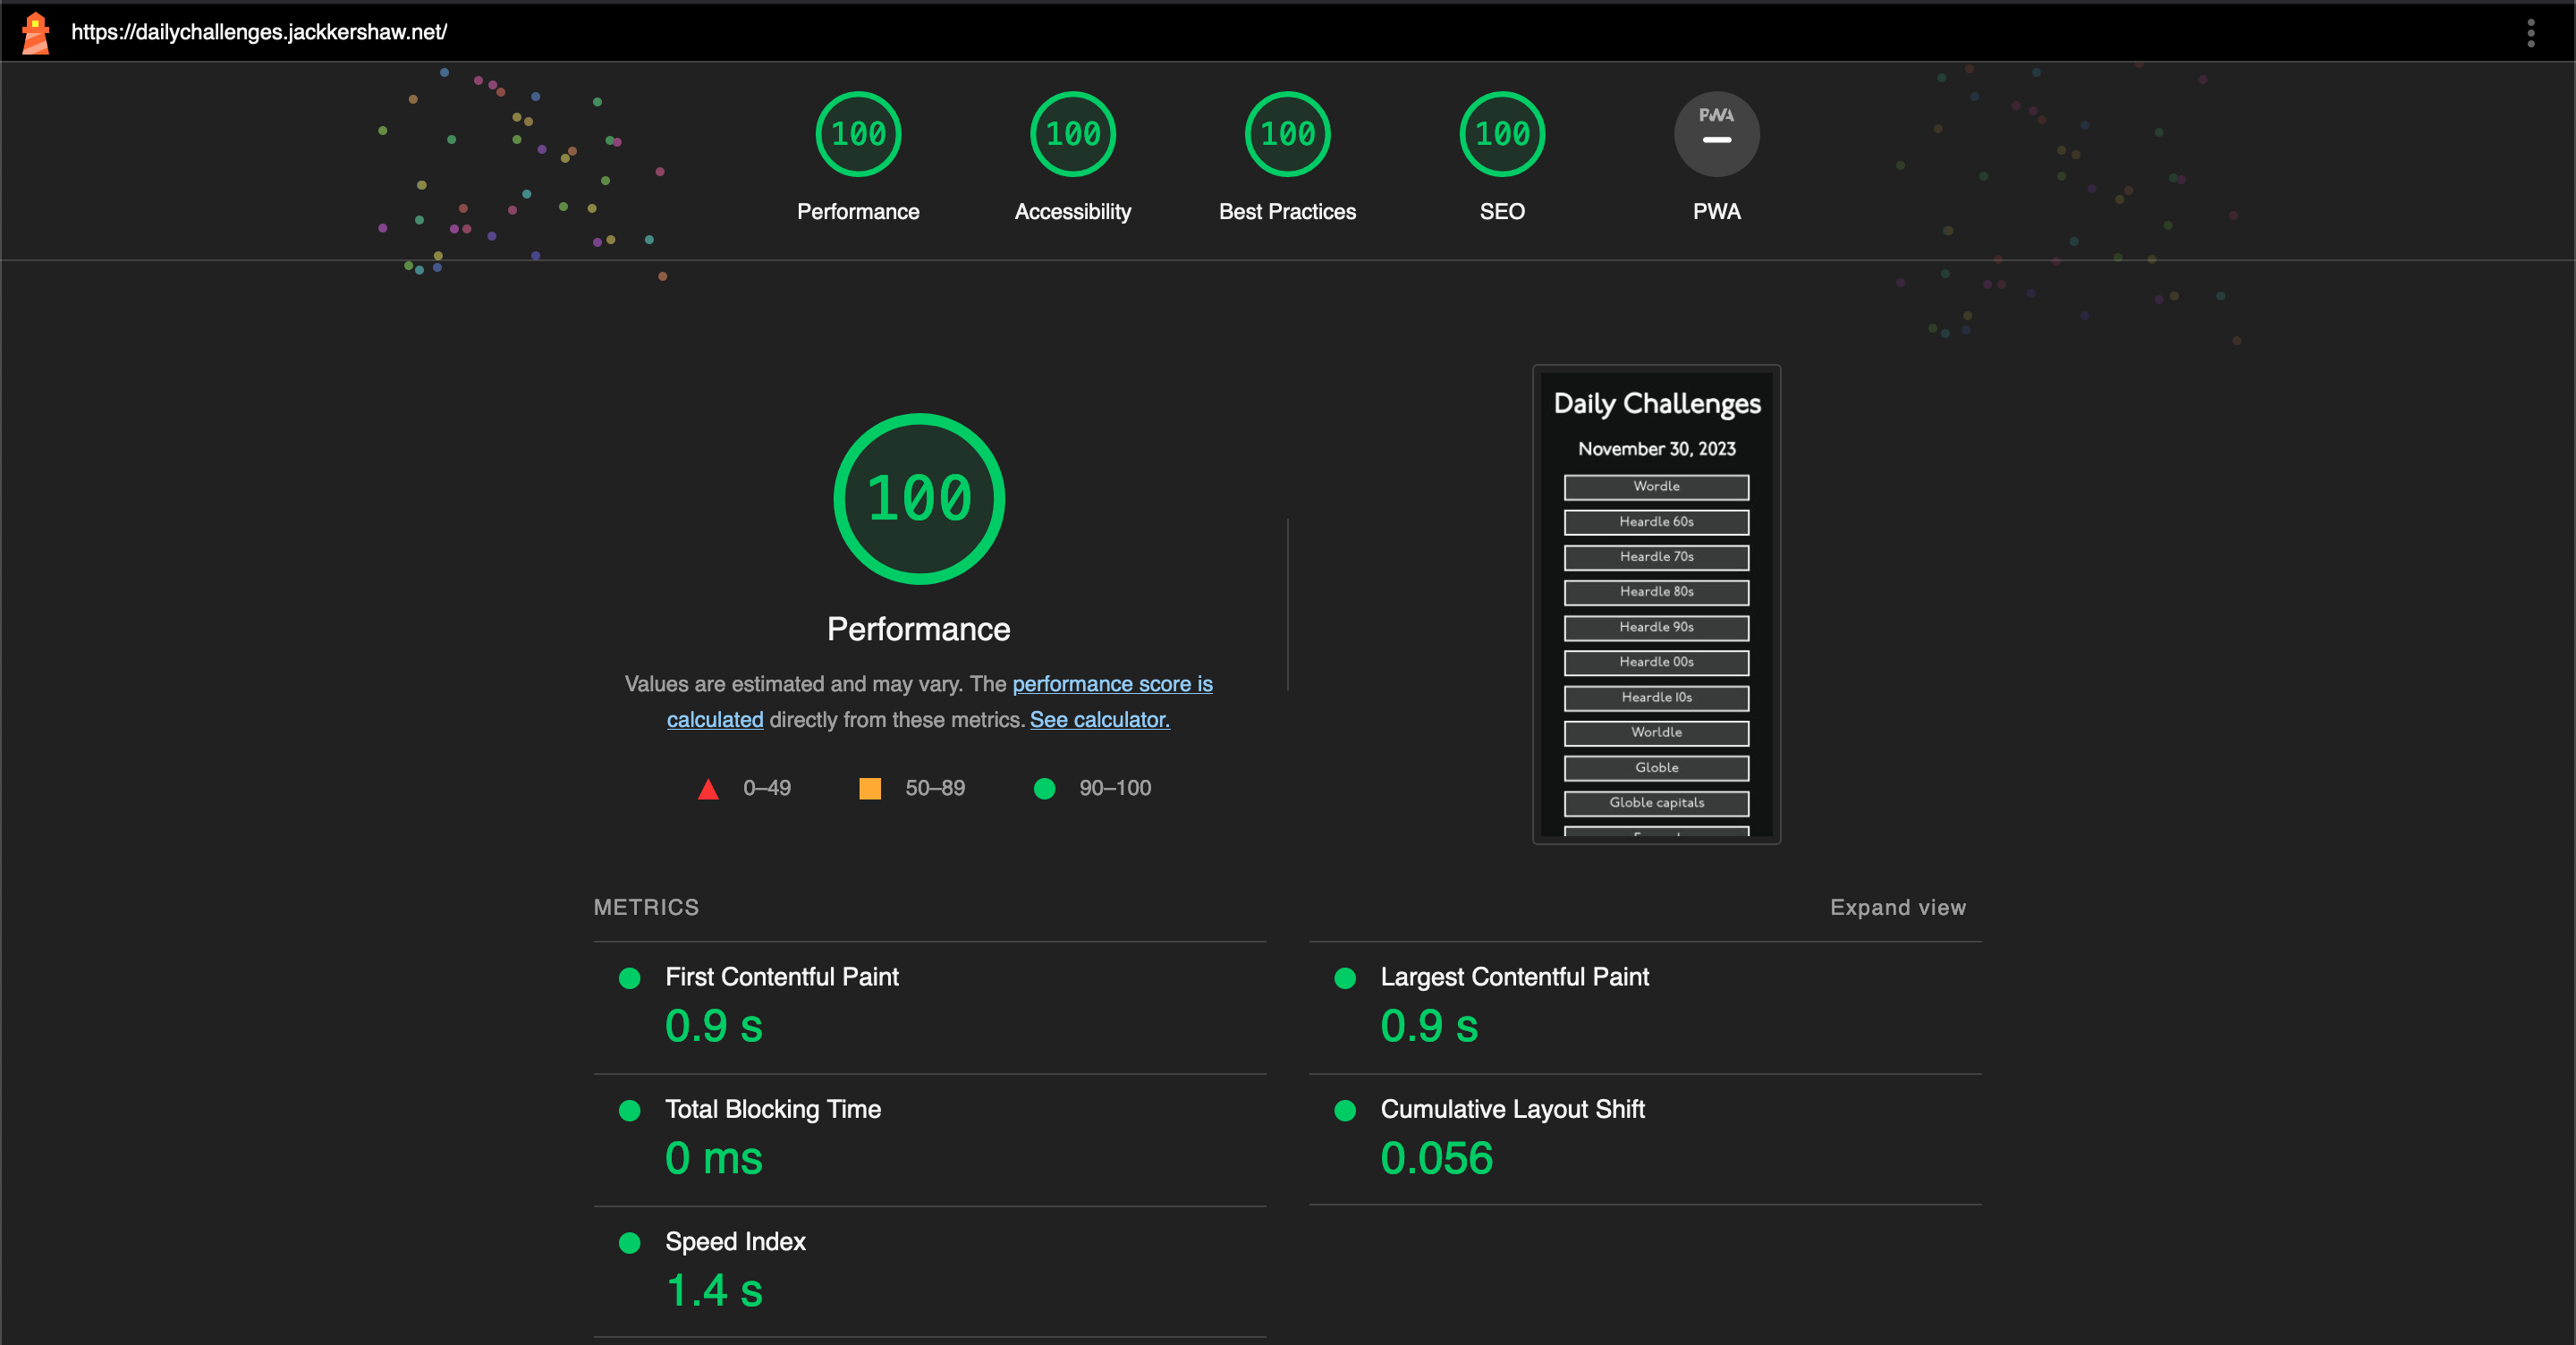 https://dailychallenges.jackkershaw.net/
100
100
100
100
PWA
Performance
Accessibility
Best Practices
SEO
PWA
100
Performance
Values are estimated and may vary. The performance score is
calculated directly from these metrics. See calculator.
0–49
50–89
90–100
Daily Challenges
November 30, 2023
Wordle
Heardle 60s
Heardle 70s
Heardle 80s
Heardle 90s
Heardle 00s
Heardle 10s
Worldle
Globle
Globle capitals
METRICS
Expand view
First Contentful Paint
0.9 s
Largest Contentful Paint
0.9 s
Total Blocking Time
0 ms
Cumulative Layout Shift
0.056
Speed Index
1.4 s